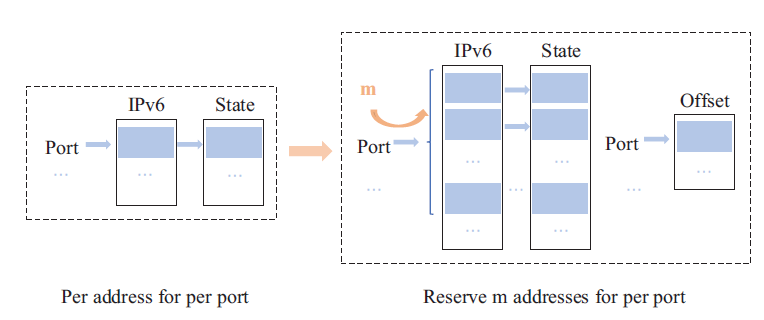 IPv6 State
Port
... ... ...
Per address for per port
IPv6 State
m
Port
... ...
... ... ...
... ...
Offset
Port
... ...
Reserve m addresses for per port